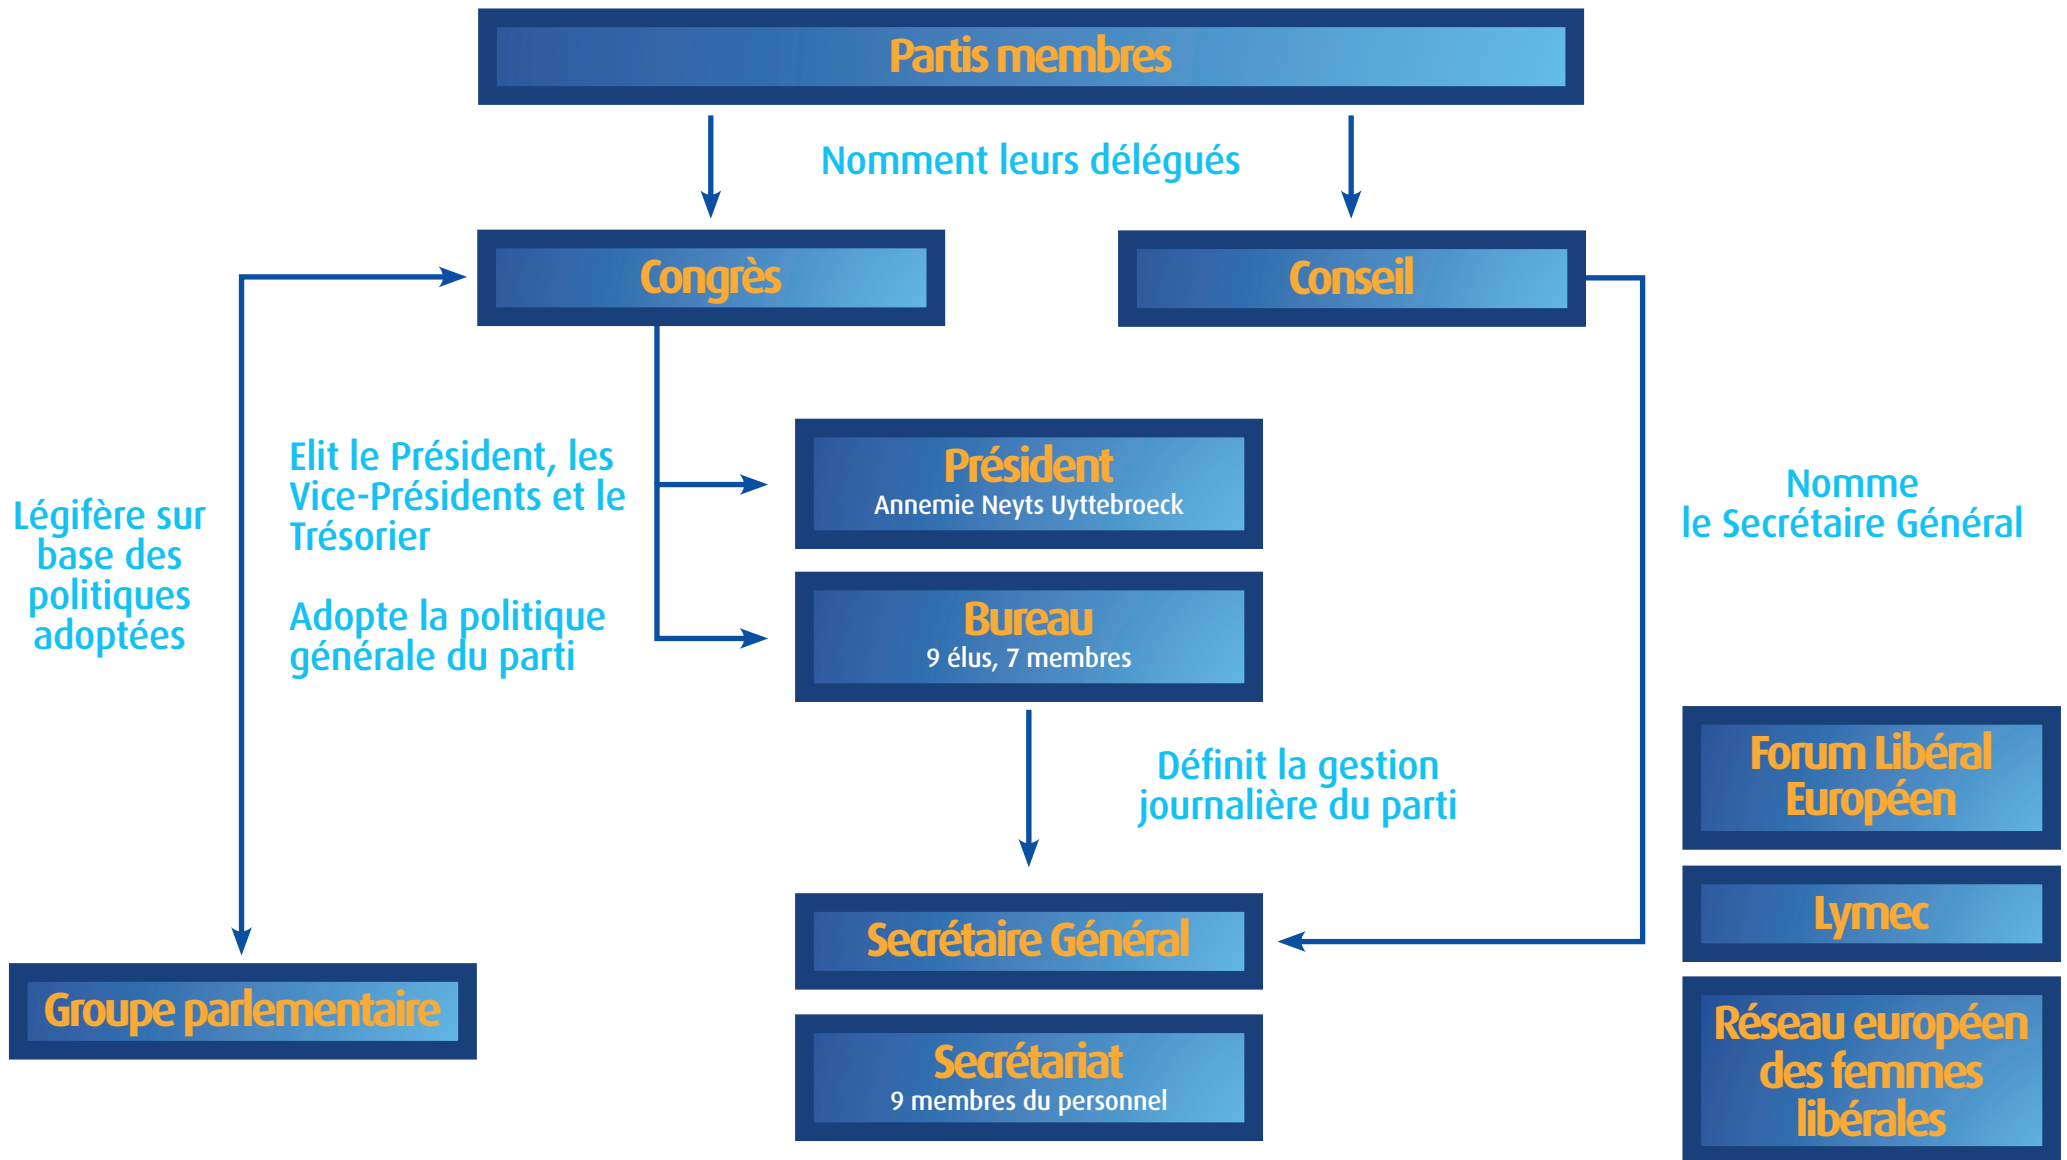 Partis membres
Nomment leurs délégués
Congrès
Conseil
Légifère sur
base des
politiques
adoptées
Elit le Président, les
Vice-Présidents et le
Trésorier
Adopte la politique
générale du parti
Président
Annemie Neyts Uyttebroeck
Bureau
9 élus, 7 membres
Nomme
le Secrétaire Général
Définit la gestion
journalière du parti
Forum Libéral
Européen
Lymec
Réseau européen
des femmes
libérales
Secrétaire Général
Secrétariat
9 membres du personnel
Groupe parlementaire